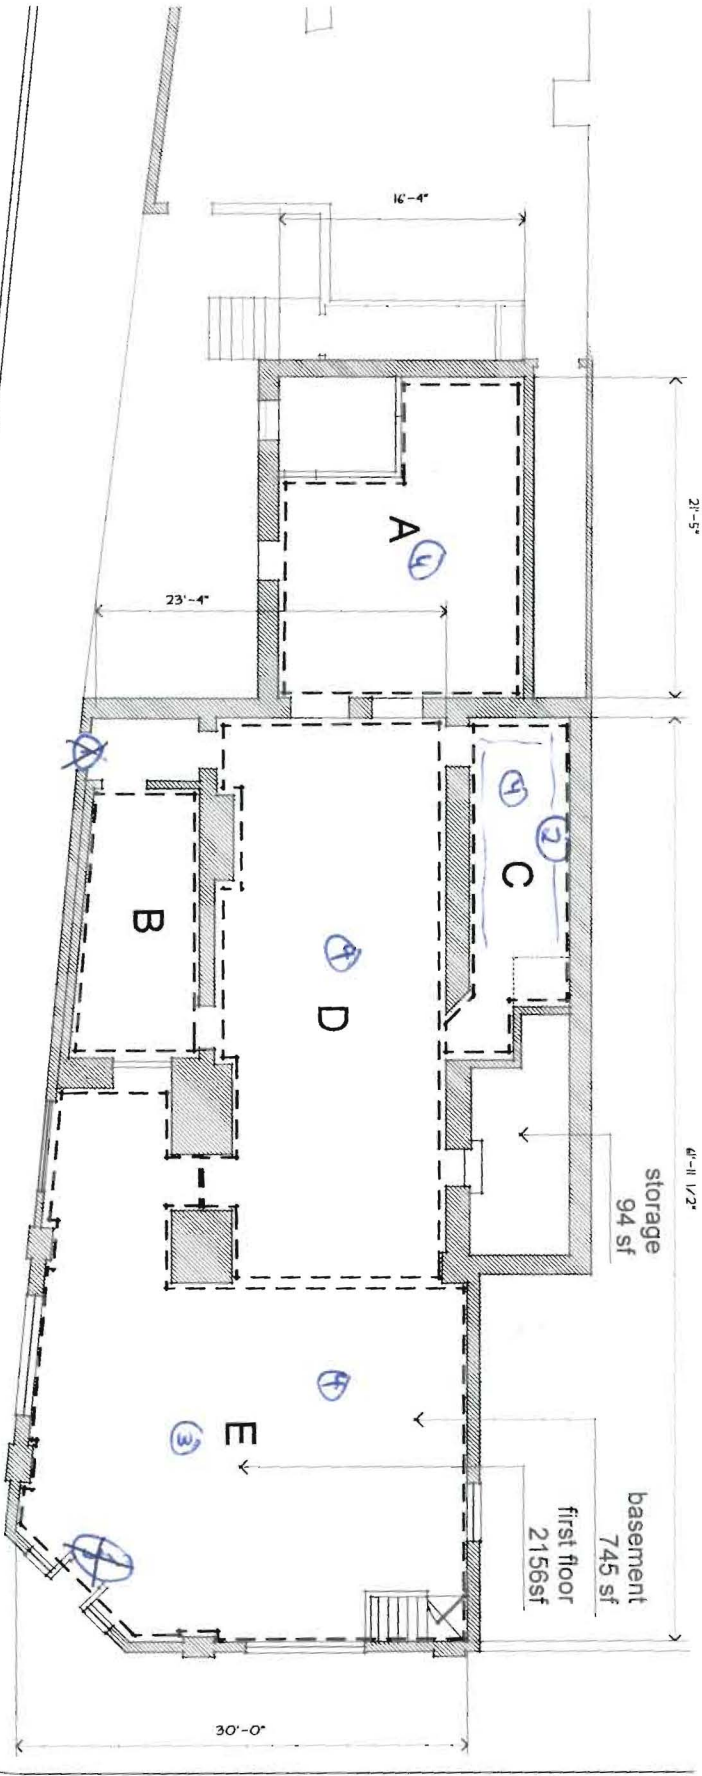 16'-4"
21'-5"
A
4
23'-4"
4
2
C
B
4
D
61'-11 1/2"
storage
94 sf
4
E
3
basement
745 sf
first floor
2156sf
30'-0"